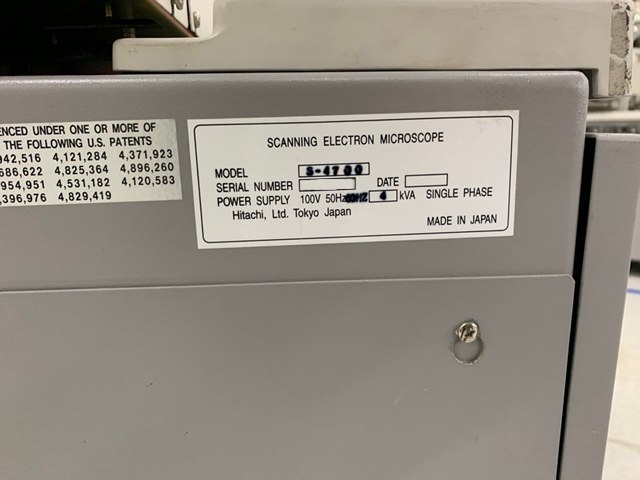 ENCED UNDER ONE OR MORE OF
THE FOLLOWING U.S. PATENTS
942,516 4,121,284 4,371,923
686,622 4,825,364 4,896,260
954,951 4,531,182 4,120,583
,396,976 4,829,419
SCANNING ELECTRON MICROSCOPE
MODEL S-4700
SERIAL NUMBER DATE
POWER SUPPLY 100V 50Hz 60HZ 4 kVA SINGLE PHASE
Hitachi, Ltd. Tokyo Japan
MADE IN JAPAN